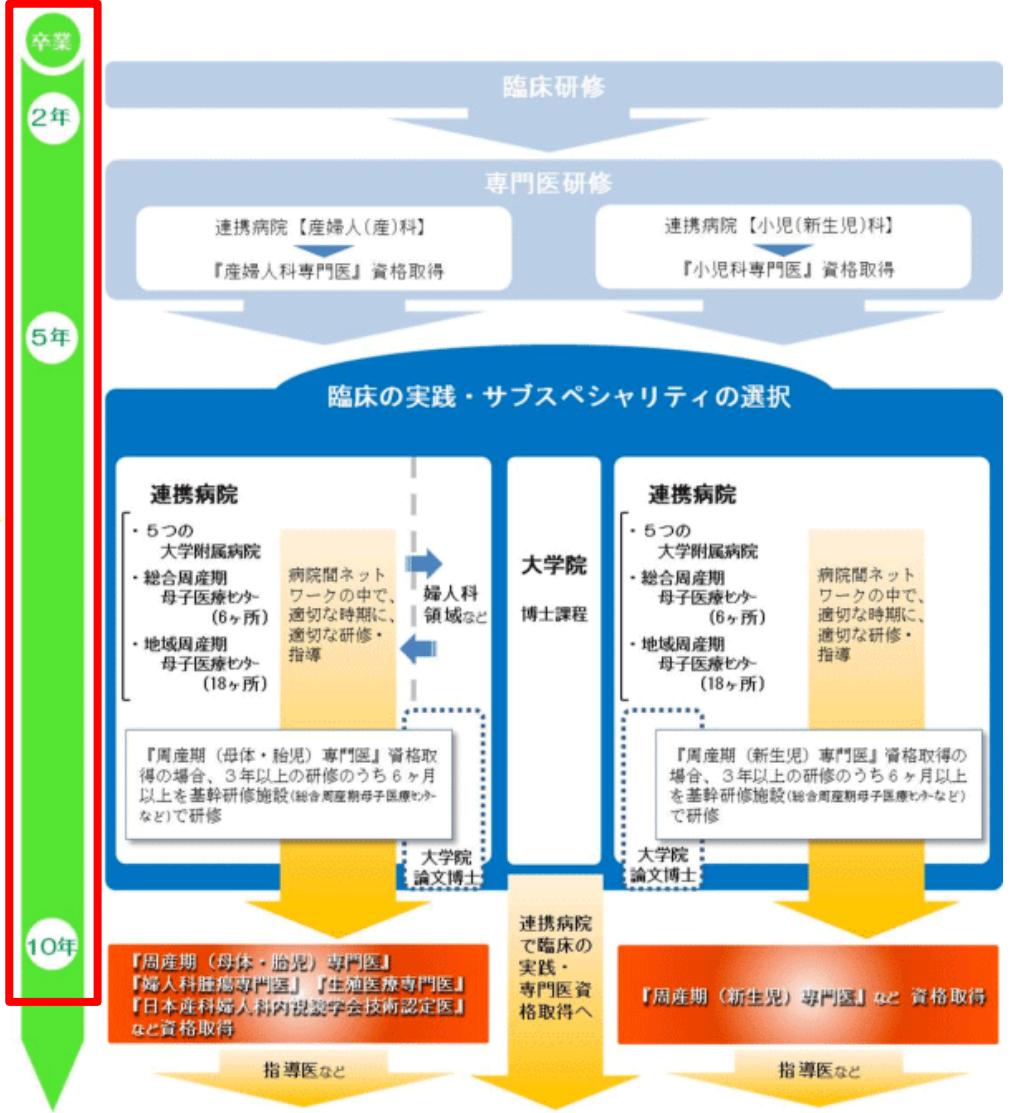 卒業
2年
5年
10年
臨床研修
専門医研修
連携病院【産婦人(産)科】
『産婦人科専門医』資格取得
連携病院【小児(新生児)科】
『小児科専門医』資格取得
臨床の実践・サブスペシャリティの選択
連携病院
・5つの
大学附属病院
・総合周産期
母子医療ｾﾝﾀｰ
(6ヶ所)
・地域周産期
母子医療ｾﾝﾀｰ
(18ヶ所)
病院間ネット
ワークの中で、
適切な時期に、
適切な研修・
指導
婦人科
領域など
『周産期（母体・胎児）専門医』資格取
得の場合、３年以上の研修のうち６ヶ月
以上を基幹研修施設(総合周産期母子医療ｾﾝﾀｰ
など)で研修
大学院
論文博士
大学院
博士課程
連携病院
・5つの
大学附属病院
・総合周産期
母子医療ｾﾝﾀｰ
(6ヶ所)
・地域周産期
母子医療ｾﾝﾀｰ
(18ヶ所)
病院間ネット
ワークの中で、
適切な時期に、
適切な研修・
指導
『周産期（新生児）専門医』資格取得の
場合、３年以上の研修のうち６ヶ月以上
を基幹研修施設(総合周産期母子医療ｾﾝﾀｰなど)
で研修
大学院
論文博士
『周産期（母体・胎児）専門医』
『婦人科腫瘍専門医』『生殖医療専門医』
『日本産科婦人科内視鏡学会技術認定医』
など資格取得
連携病院
で臨床の
実践・
専門医資
格取得へ
『周産期（新生児）専門医』など 資格取得
指導医など
指導医など